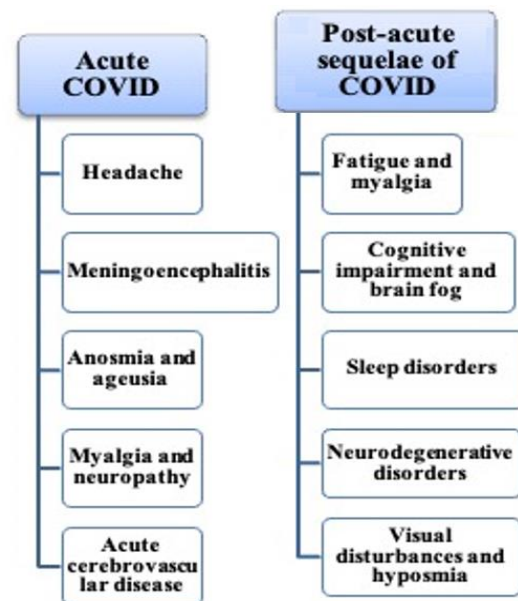 Acute
COVID
Headache
Meningoencephalitis
Anosmia and
ageusia
Myalgia and
neuropathy
Acute
cerebrovascu
lar disease
Post-acute
sequelae of
COVID
Fatigue and
myalgia
Cognitive
impairment and
brain fog
Sleep disorders
Neurodegenerative
disorders
Visual
disturbances and
hyposmia